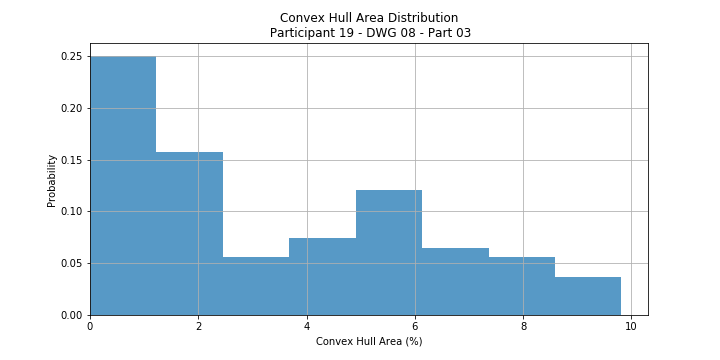 Convex Hull Area Distribution
Participant 19 - DWG 08 - Part 03
0.25
0.20
0.15
0.10
0.05
0.00
Probability
0 2 4 6 8 10
Convex Hull Area (%)